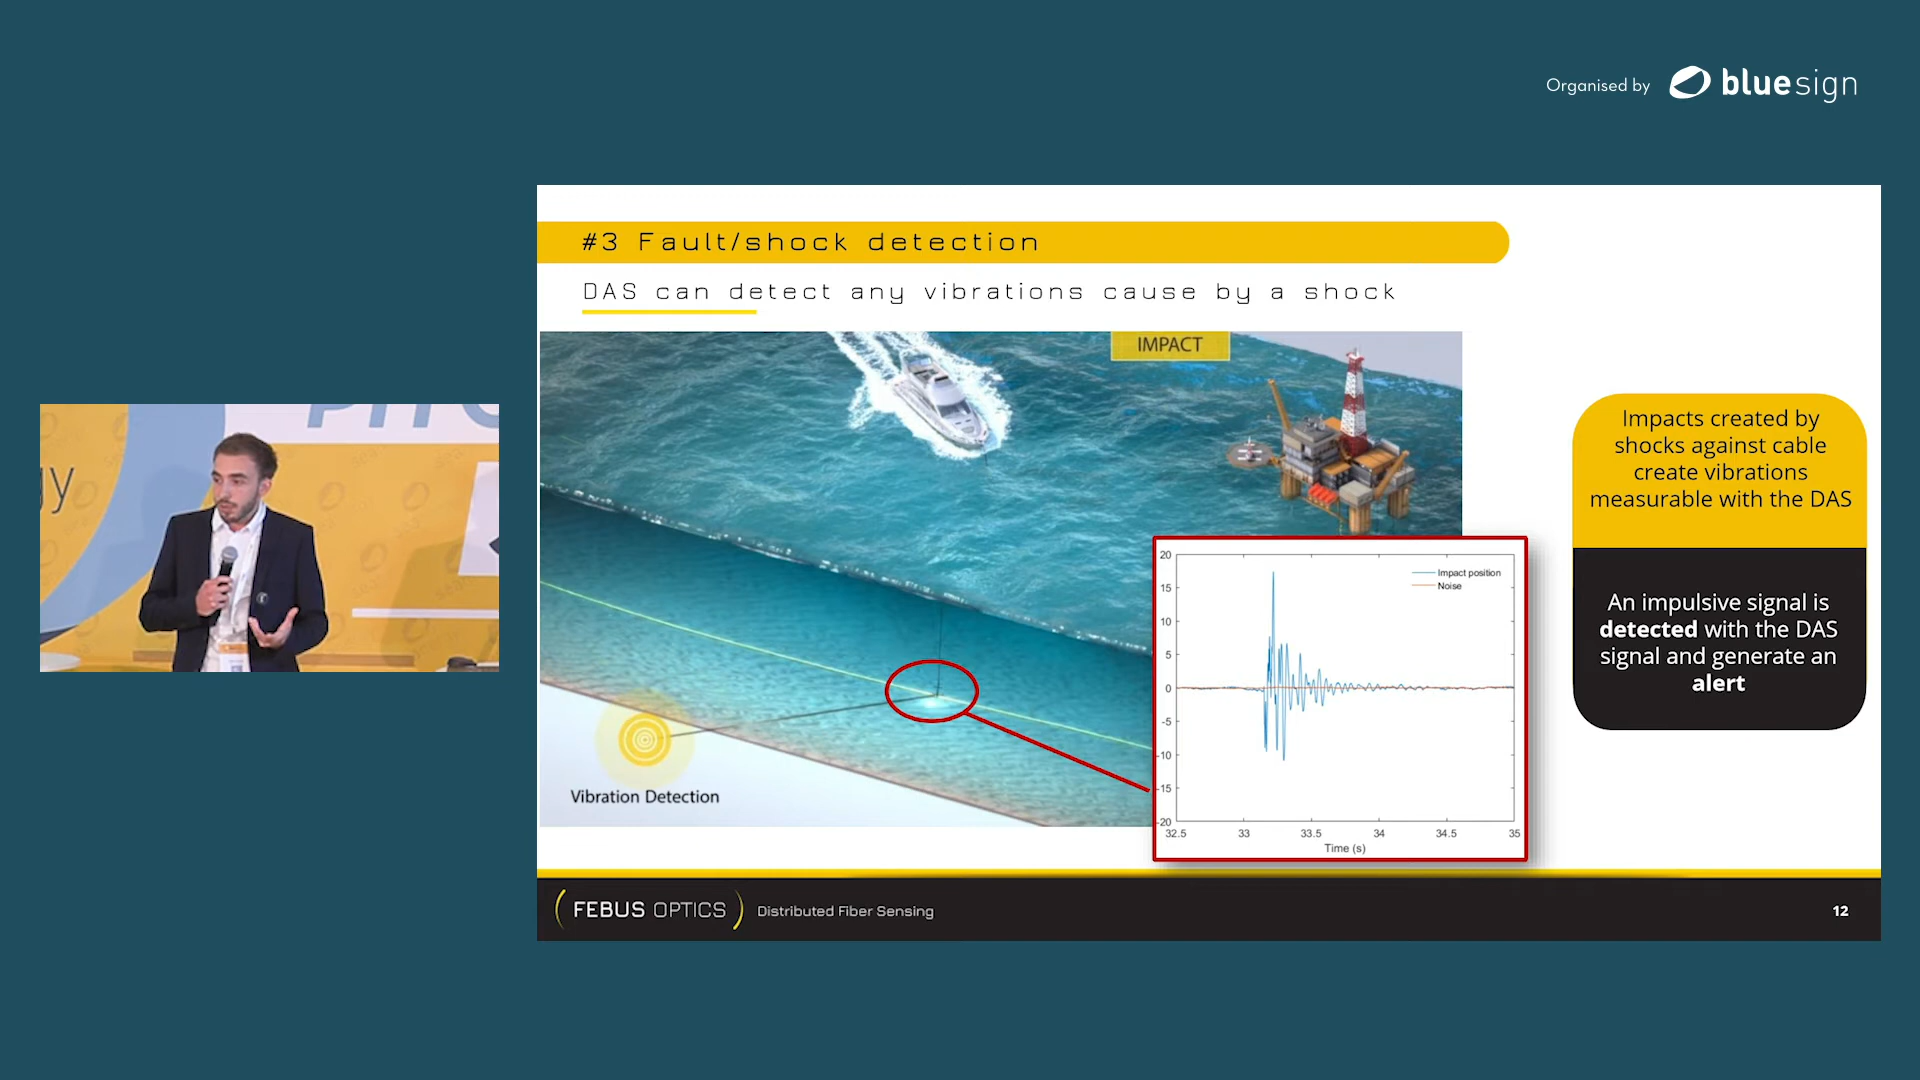 Organised by bluesign
#3 Fault/shock detection
DAS can detect any vibrations cause by a shock
IMPACT
Impacts created by
shocks against cable
create vibrations
measurable with the DAS
An impulsive signal is
detected with the DAS
signal and generate an
alert
Vibration Detection
20
15
10
5
0
-5
-10
-15
-20
Impact position
Noise
32.5 33 33.5 34 34.5 35
Time (s)
FEBUS OPTICS Distributed Fiber Sensing
12